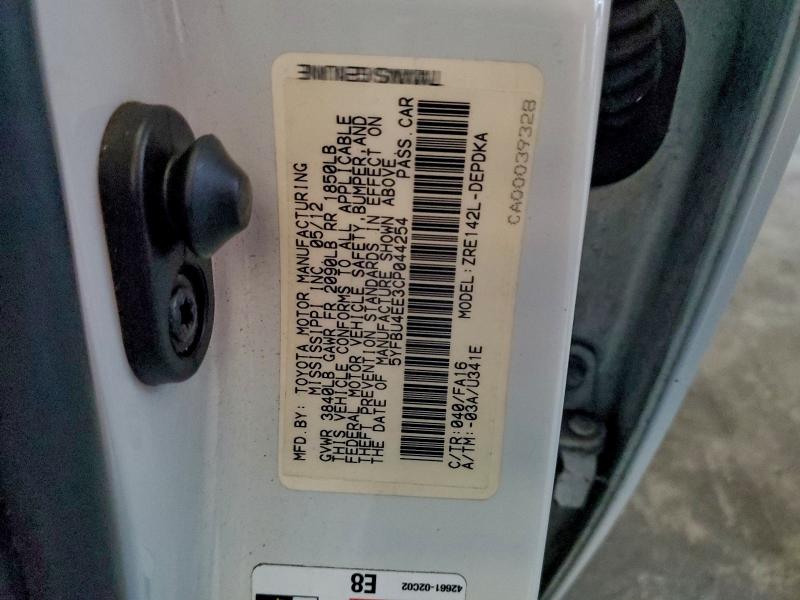 MFD.BY: TOYOTA MOTOR MANUFACTURING
MISSISSIPPI INC 05/12
GVWR 3840LB GAWR FR 2090LB RR 1850LB
THIS VEHICLE CONFORMS TO ALL APPLICABLE
FEDERAL MOTOR VEHICLE SAFETY,BUMPER,AND
THEFT PREVENTION STANDARDS IN EFFECT ON
THE DATE OF MANUFACTURE SHOWN ABOVE.
5YFBU4EE3CP044254 PASS.CAR
C/TR:040/FA16 MODEL:ZRE142L-DEPDKA
A/TM:-03A/U341E
CA00039328
E8
42661-02C02